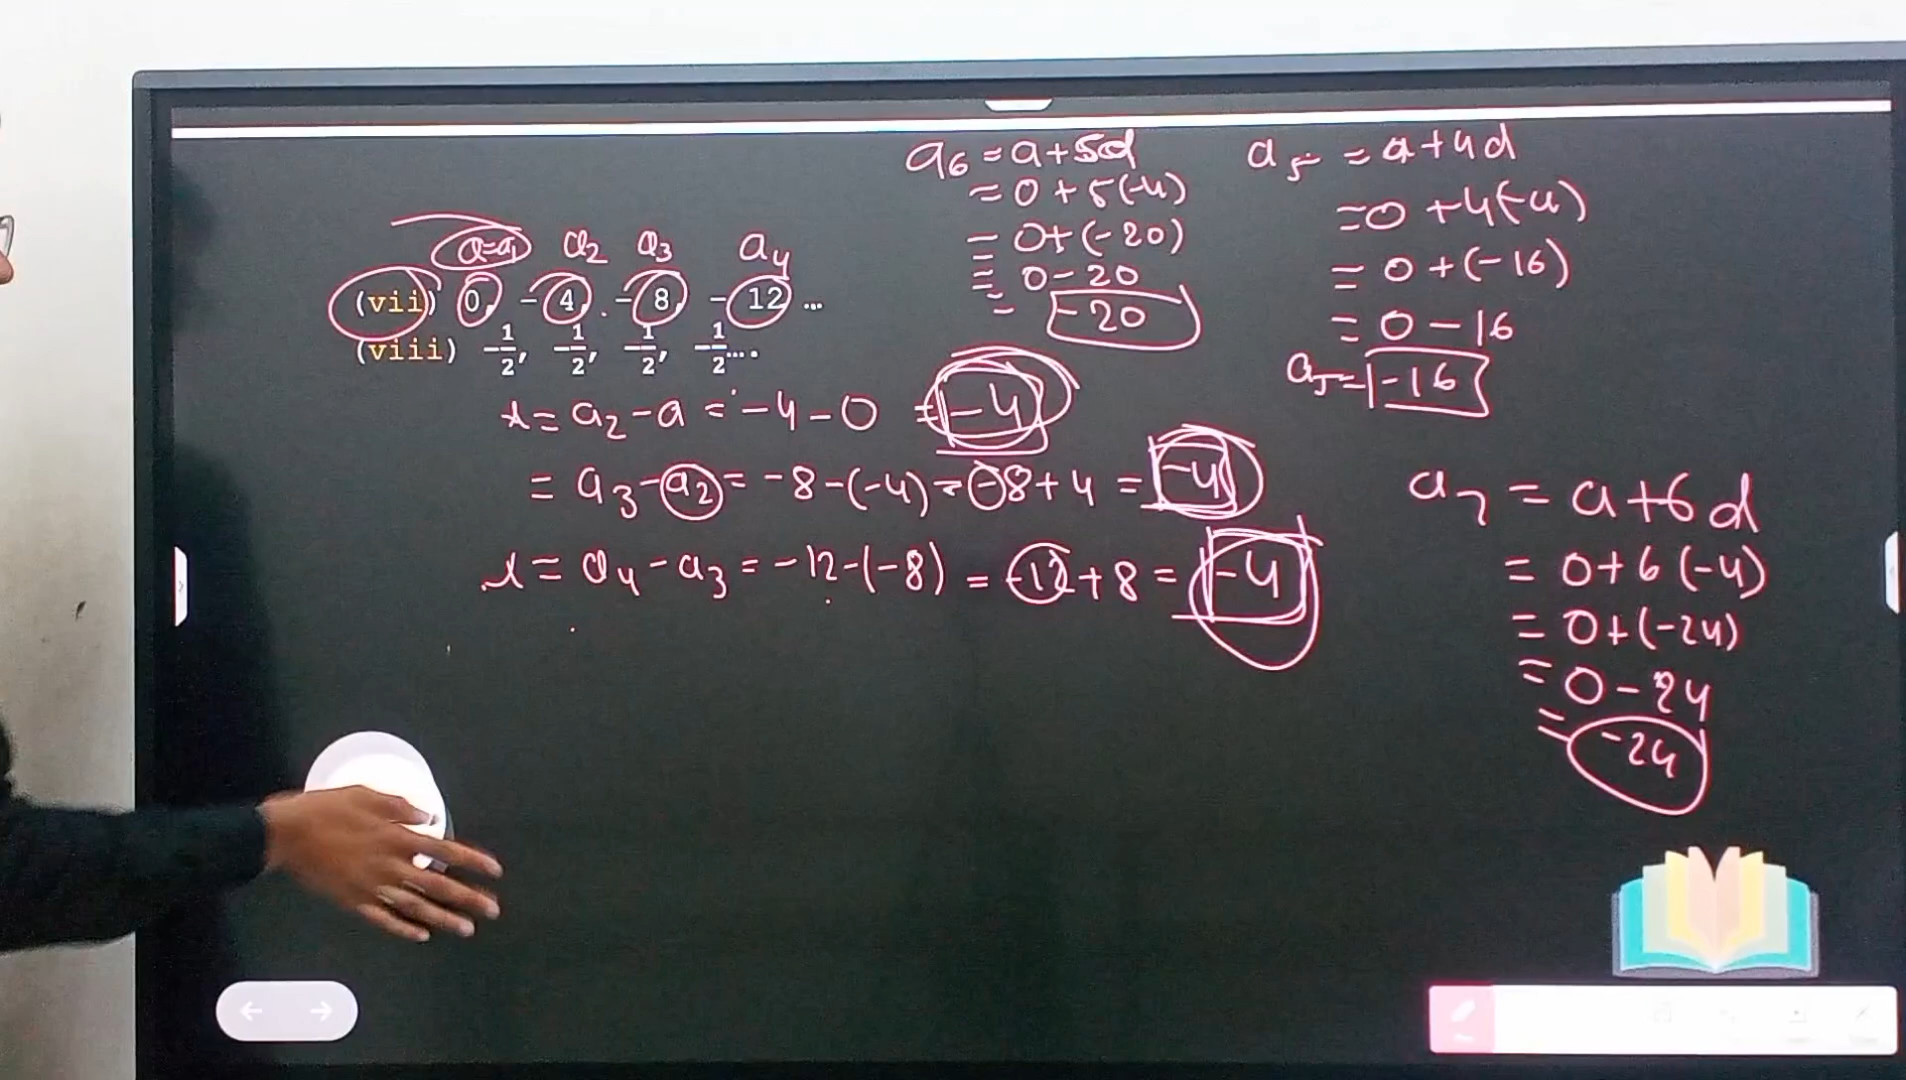 a=a₁ a₂ a₃ a₄
(vii) 0, -4, -8, -12 ...
(viii) -1/2, -1/2, -1/2, -1/2...
d = a₂ - a = -4 - 0 = -4
= a₃ - a₂ = -8 - (-4) = -8 + 4 = -4
d = a₄ - a₃ = -12 - (-8) = -12 + 8 = -4
a₆ = a + 5d
= 0 + 5(-4)
= 0 + (-20)
= 0 - 20
= -20
a₅ = a + 4d
= 0 + 4(-4)
= 0 + (-16)
= 0 - 16
a₅ = -16
a₇ = a + 6d
= 0 + 6(-4)
= 0 + (-24)
= 0 - 24
= -24